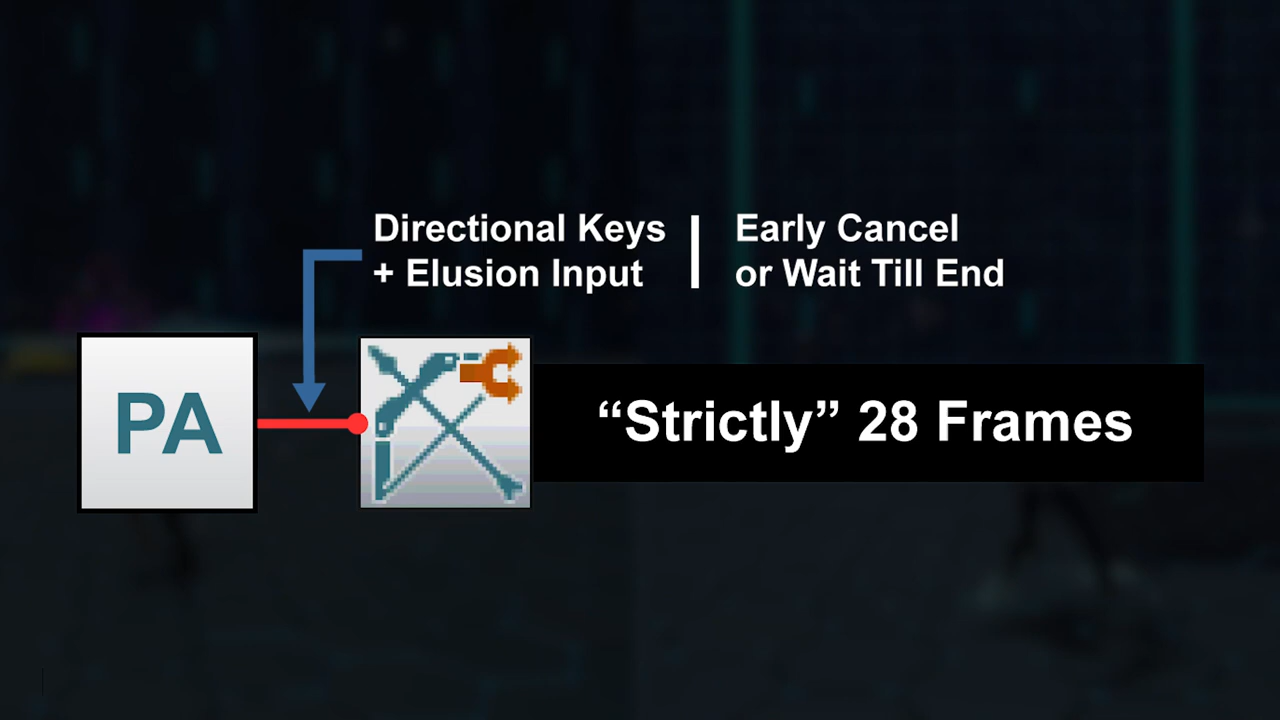 Directional Keys
+ Elusion Input
Early Cancel
or Wait Till End
PA
“Strictly” 28 Frames